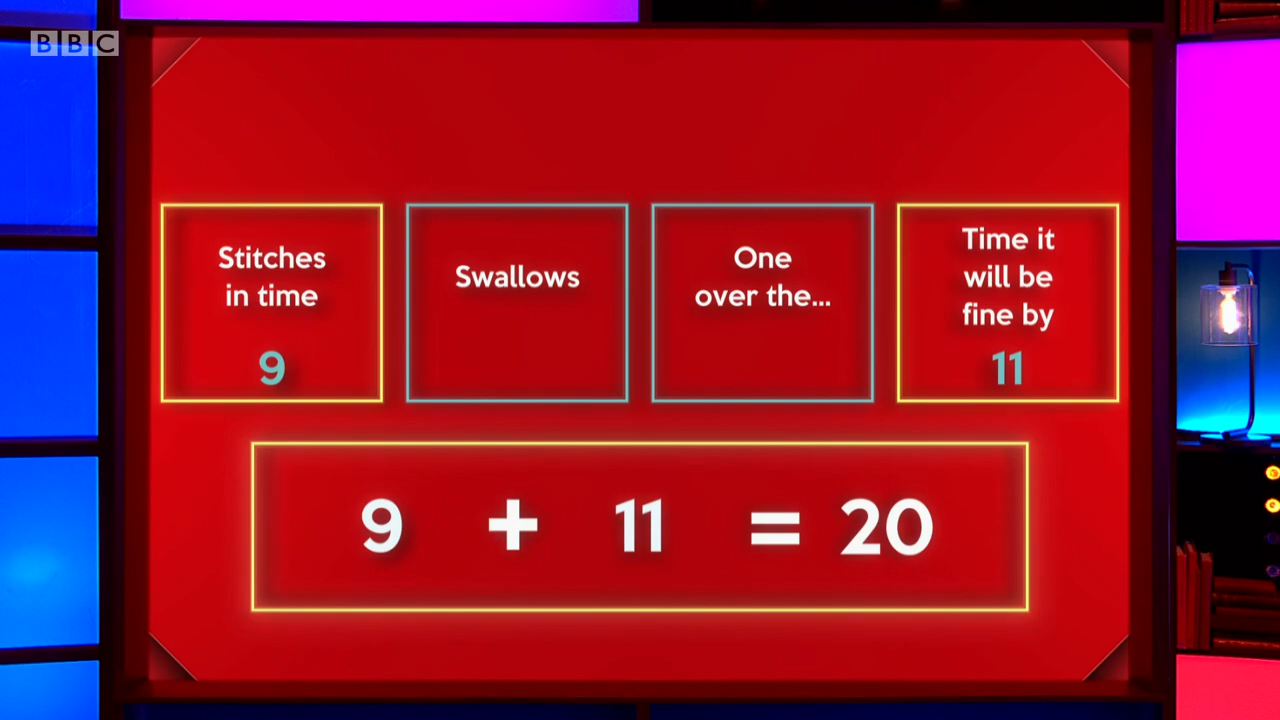 BBC
Stitches
in time
9
Swallows
One
over the...
Time it
will be
fine by
11
9 + 11 = 20